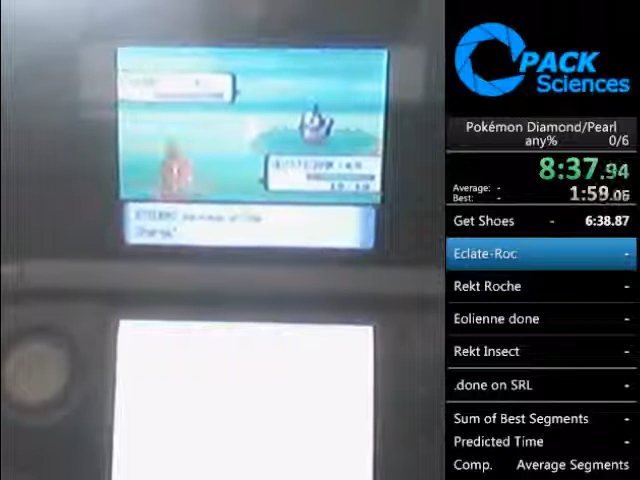 PACK
Sciences
Pokémon Diamond/Pearl
any% 0/6
8:37.94
Average: - 1:59.06
Best: -
Get Shoes - 6:38.87
Eclate-Roc -
Rekt Roche -
Eolienne done -
Rekt Insect -
.done on SRL -
Sum of Best Segments -
Predicted Time -
Comp. Average Segments